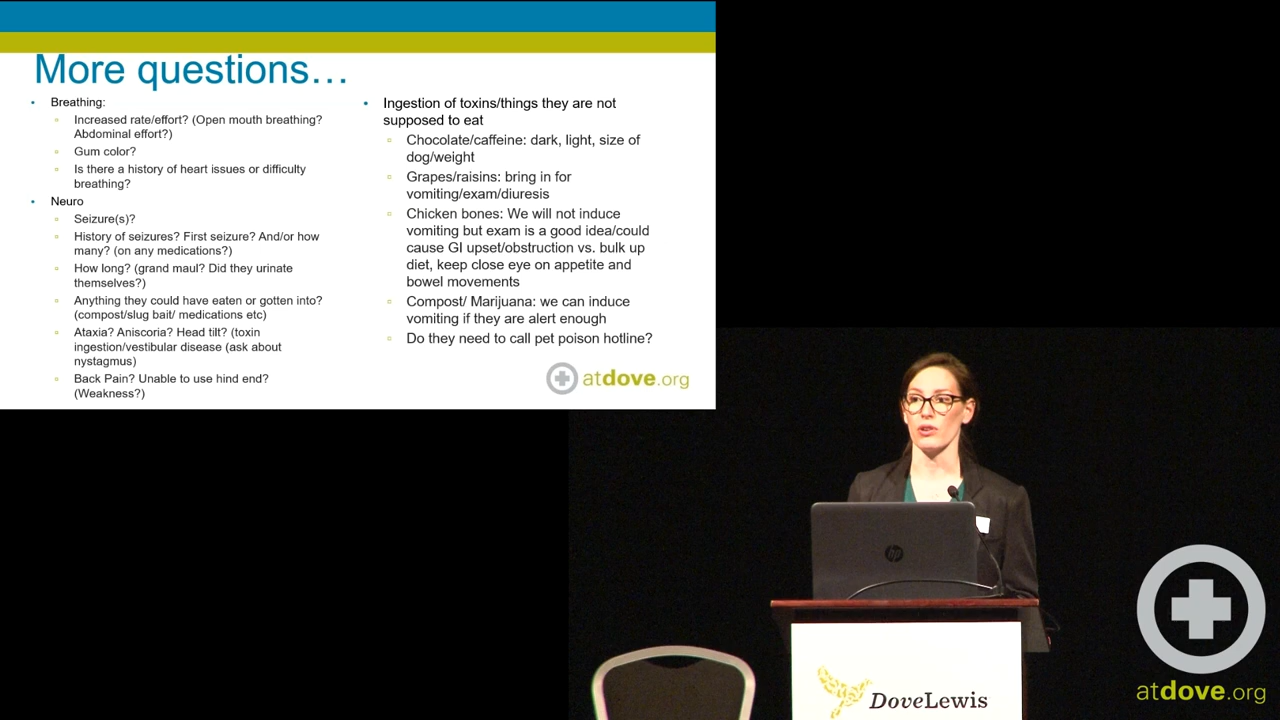 More questions…
Breathing:
Increased rate/effort? (Open mouth breathing?
Abdominal effort?)
Gum color?
Is there a history of heart issues or difficulty
breathing?
Neuro
Seizure(s)?
History of seizures? First seizure? And/or how
many? (on any medications?)
How long? (grand maul? Did they urinate
themselves?)
Anything they could have eaten or gotten into?
(compost/slug bait/ medications etc)
Ataxia? Aniscoria? Head tilt? (toxin
ingestion/vestibular disease (ask about
nystagmus)
Back Pain? Unable to use hind end?
(Weakness?)
Ingestion of toxins/things they are not
supposed to eat
Chocolate/caffeine: dark, light, size of
dog/weight
Grapes/raisins: bring in for
vomiting/exam/diuresis
Chicken bones: We will not induce
vomiting but exam is a good idea/could
cause GI upset/obstruction vs. bulk up
diet, keep close eye on appetite and
bowel movements
Compost/ Marijuana: we can induce
vomiting if they are alert enough
Do they need to call pet poison hotline?
atdove.org
hp
DoveLewis
atdove.org